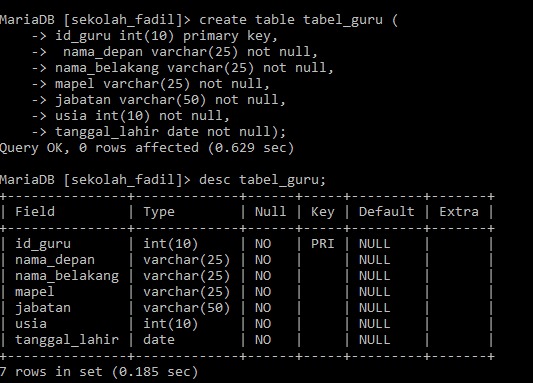 MariaDB [sekolah_fadil]> create table tabel_guru (
    -> id_guru int(10) primary key,
    ->  nama_depan varchar(25) not null,
    -> nama_belakang varchar(25) not null,
    -> mapel varchar(25) not null,
    -> jabatan varchar(50) not null,
    -> usia int(10) not null,
    -> tanggal_lahir date not null);
Query OK, 0 rows affected (0.629 sec)

MariaDB [sekolah_fadil]> desc tabel_guru;
+---------------+-------------+------+-----+---------+-------+
| Field         | Type        | Null | Key | Default | Extra |
+---------------+-------------+------+-----+---------+-------+
| id_guru       | int(10)     | NO   | PRI | NULL    |       |
| nama_depan    | varchar(25) | NO   |     | NULL    |       |
| nama_belakang | varchar(25) | NO   |     | NULL    |       |
| mapel         | varchar(25) | NO   |     | NULL    |       |
| jabatan       | varchar(50) | NO   |     | NULL    |       |
| usia          | int(10)     | NO   |     | NULL    |       |
| tanggal_lahir | date        | NO   |     | NULL    |       |
+---------------+-------------+------+-----+---------+-------+
7 rows in set (0.185 sec)